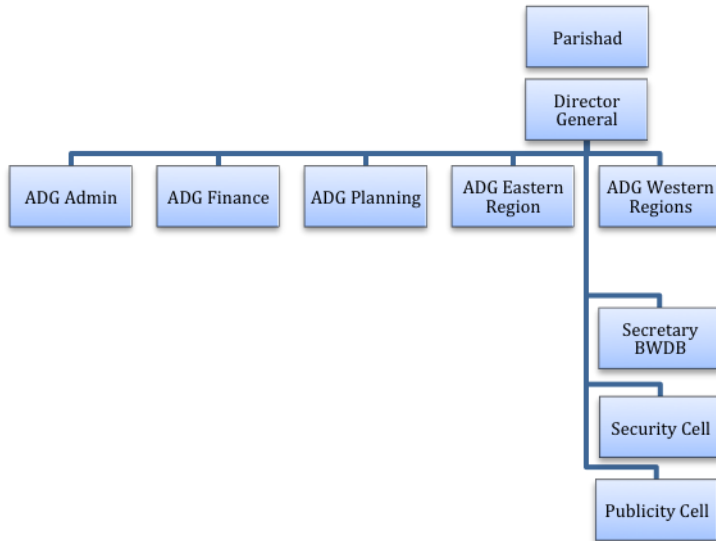 Parishad
Director
General
ADG Admin
ADG Finance
ADG Planning
ADG Eastern
Region
ADG Western
Regions
Secretary
BWDB
Security Cell
Publicity Cell